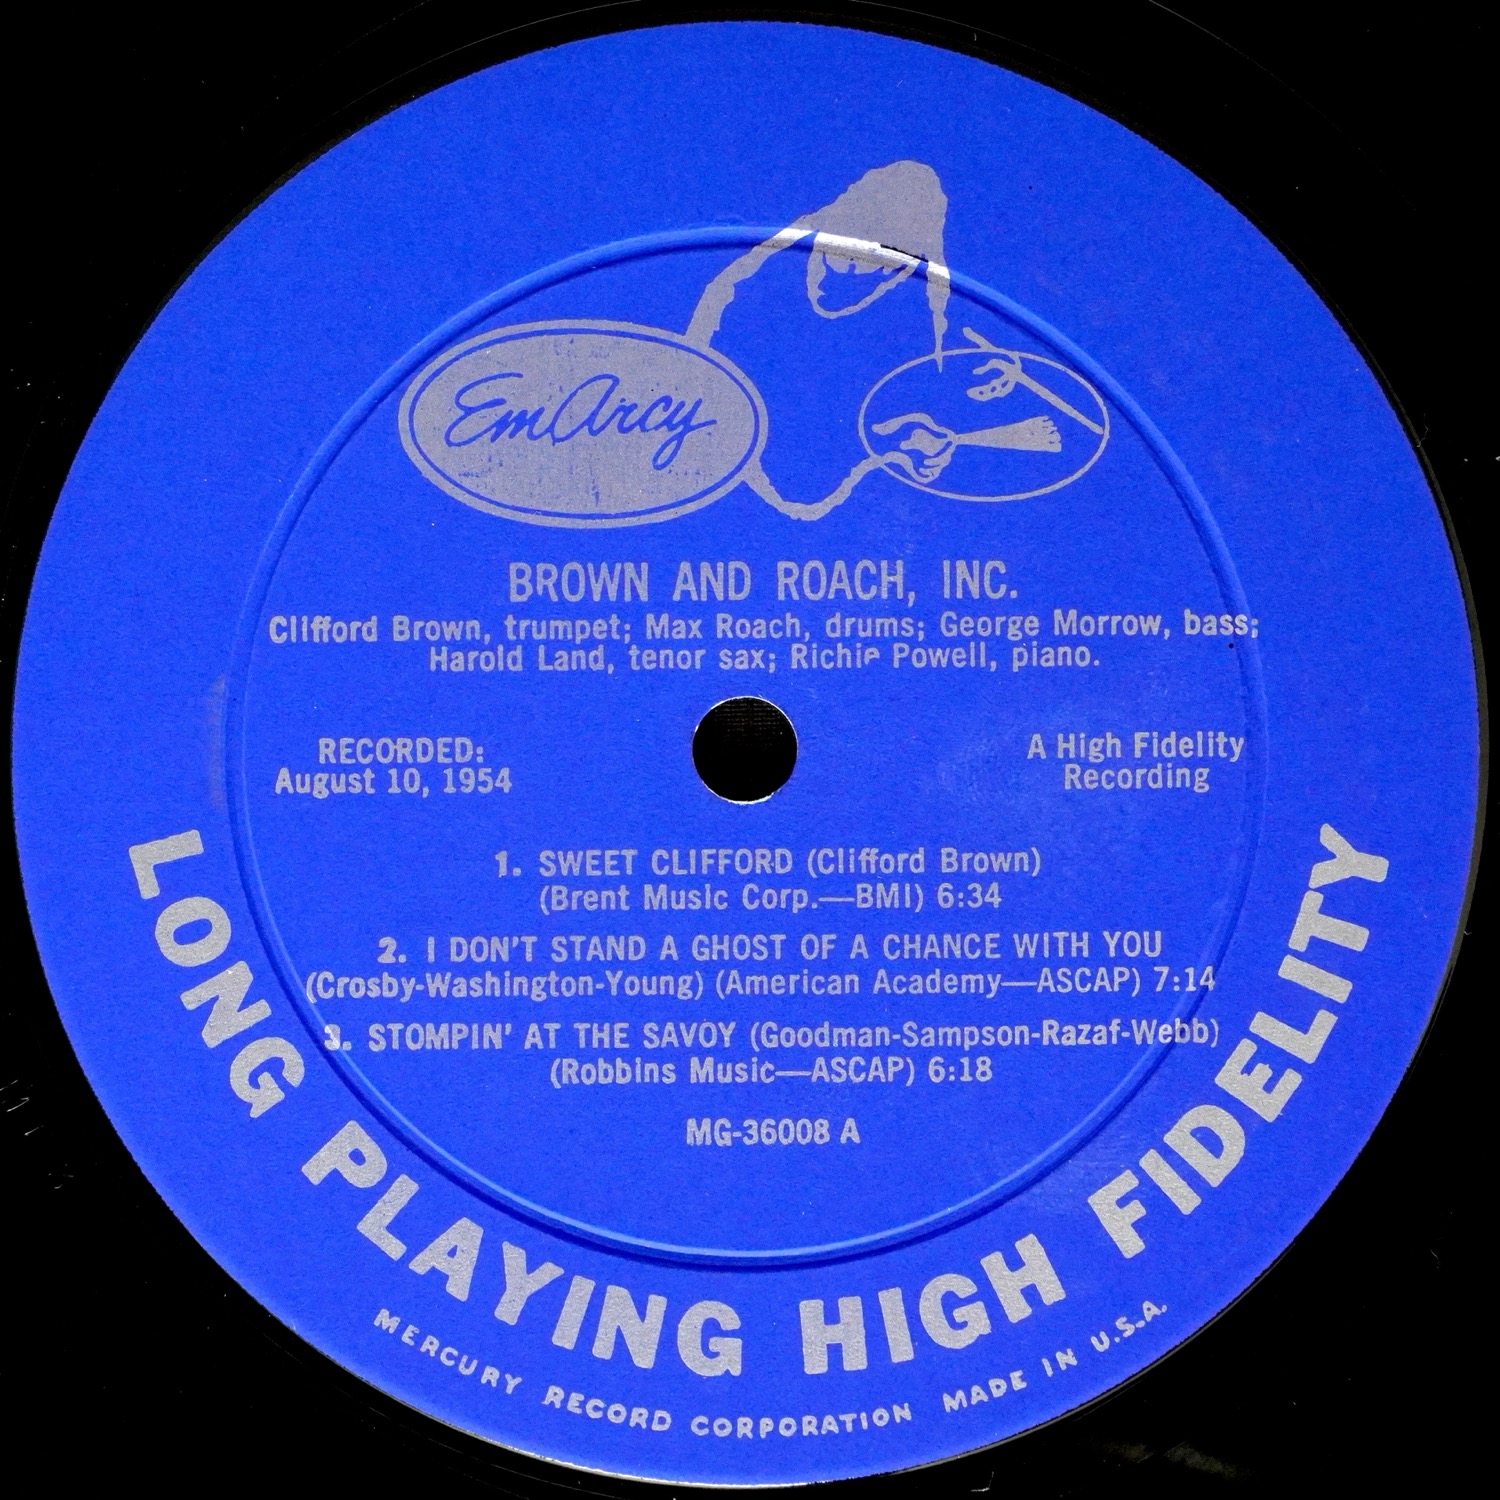 EmArcy
BROWN AND ROACH, INC.
Clifford Brown, trumpet; Max Roach, drums; George Morrow, bass;
Harold Land, tenor sax; Richie Powell, piano.
RECORDED:
August 10, 1954
A High Fidelity
Recording
1. SWEET CLIFFORD (Clifford Brown)
(Brent Music Corp.—BMI) 6:34
2. I DON'T STAND A GHOST OF A CHANCE WITH YOU
(Crosby-Washington-Young) (American Academy—ASCAP) 7:14
3. STOMPIN' AT THE SAVOY (Goodman-Sampson-Razaf-Webb)
(Robbins Music—ASCAP) 6:18
MG-36008 A
LONG PLAYING HIGH FIDELITY
MERCURY RECORD CORPORATION MADE IN U.S.A.